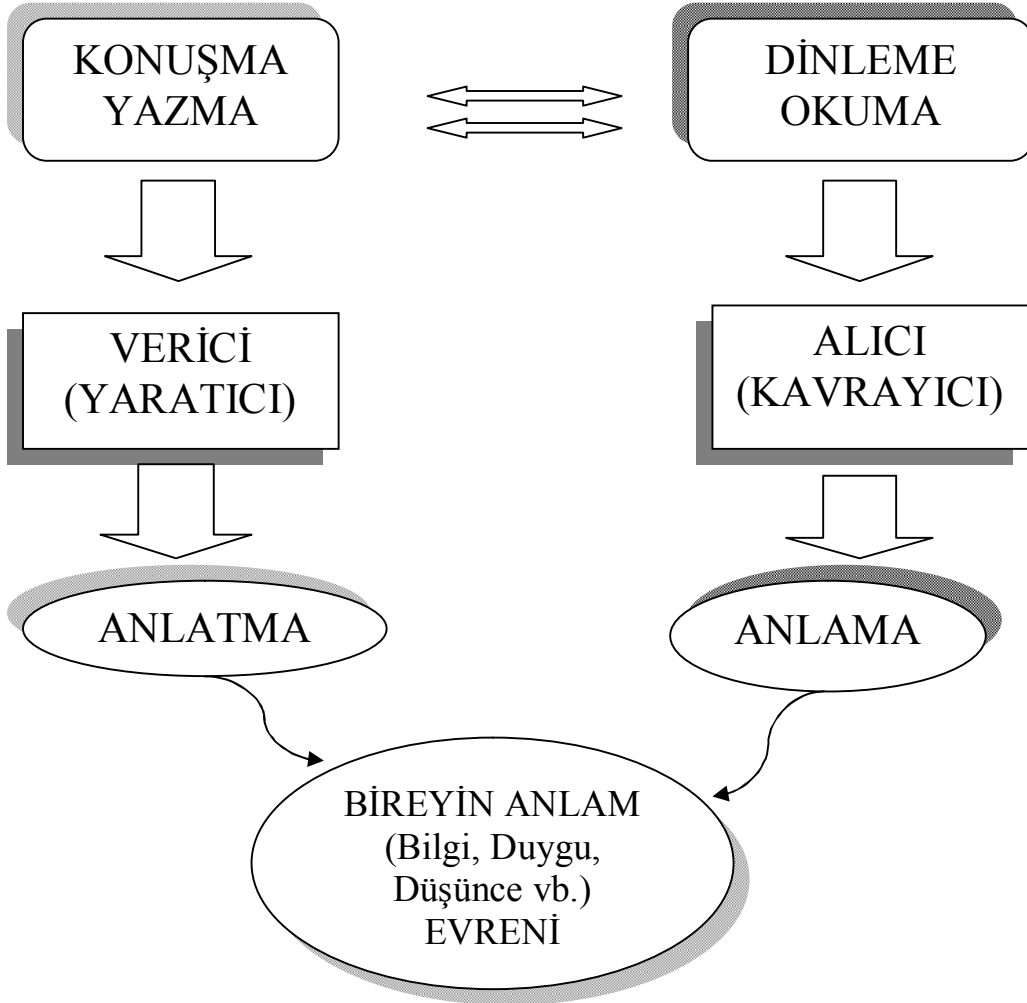 KONUŞMA
YAZMA
DİNLEME
OKUMA
VERİCİ
(YARATICI)
ALICI
(KAVRAYICI)
ANLATMA
ANLAMA
BİREYİN ANLAM
(Bilgi, Duygu,
Düşünce vb.)
EVRENİ